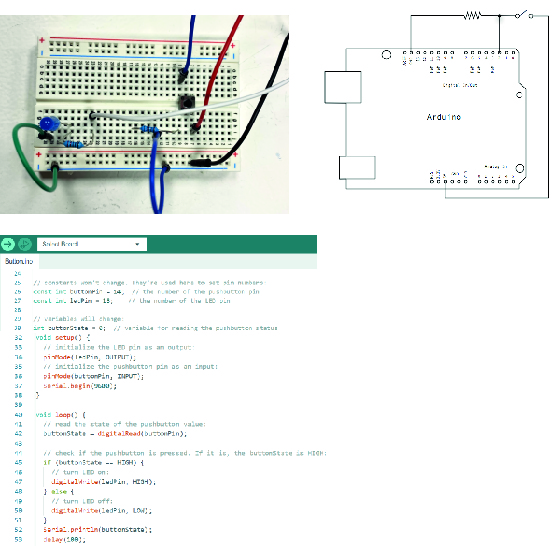 Arduino
Select Board
Button.ino
24
25 // constants won't change. They're used here to set pin numbers:
26 const int buttonPin = 14; // the number of the pushbutton pin
27 const int ledPin = 15; // the number of the LED pin
28
29 // variables will change:
30 int buttonState = 0; // variable for reading the pushbutton status
32 void setup() {
33 // initialize the LED pin as an output:
34 pinMode(ledPin, OUTPUT);
35 // initialize the pushbutton pin as an input:
36 pinMode(buttonPin, INPUT);
37 Serial.begin(9600);
38 }
39
40 void loop() {
41 // read the state of the pushbutton value:
42 buttonState = digitalRead(buttonPin);
43
44 // check if the pushbutton is pressed. If it is, the buttonState is HIGH:
45 if (buttonState == HIGH) {
46 // turn LED on:
47 digitalWrite(ledPin, HIGH);
48 } else {
49 // turn LED off:
50 digitalWrite(ledPin, LOW);
51 }
52 Serial.println(buttonState);
53 delay(100);